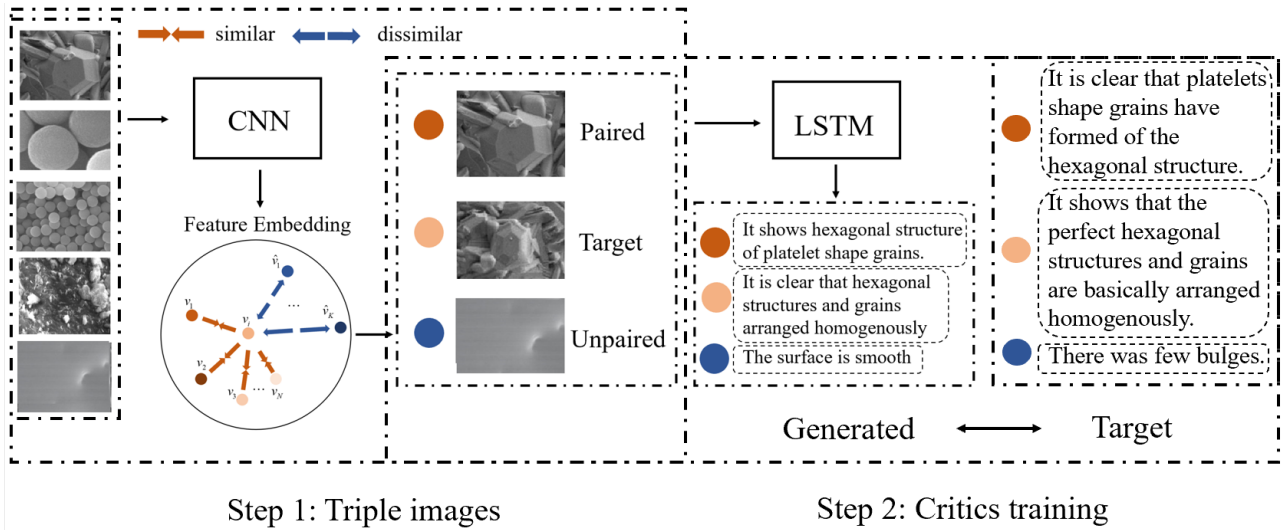 similar
dissimilar
CNN
Feature Embedding
v̂₁
...
v̂_K
v₁
v_i
v₂
v₃
...
v_N
Paired
Target
Unpaired
LSTM
It shows hexagonal structure
of platelet shape grains.
It is clear that hexagonal
structures and grains
arranged homogenously
The surface is smooth
Generated
It is clear that platelets
shape grains have
formed of the
hexagonal structure.
It shows that the
perfect hexagonal
structures and grains
are basically arranged
homogenously.
There was few bulges.
Target
Step 1: Triple images
Step 2: Critics training